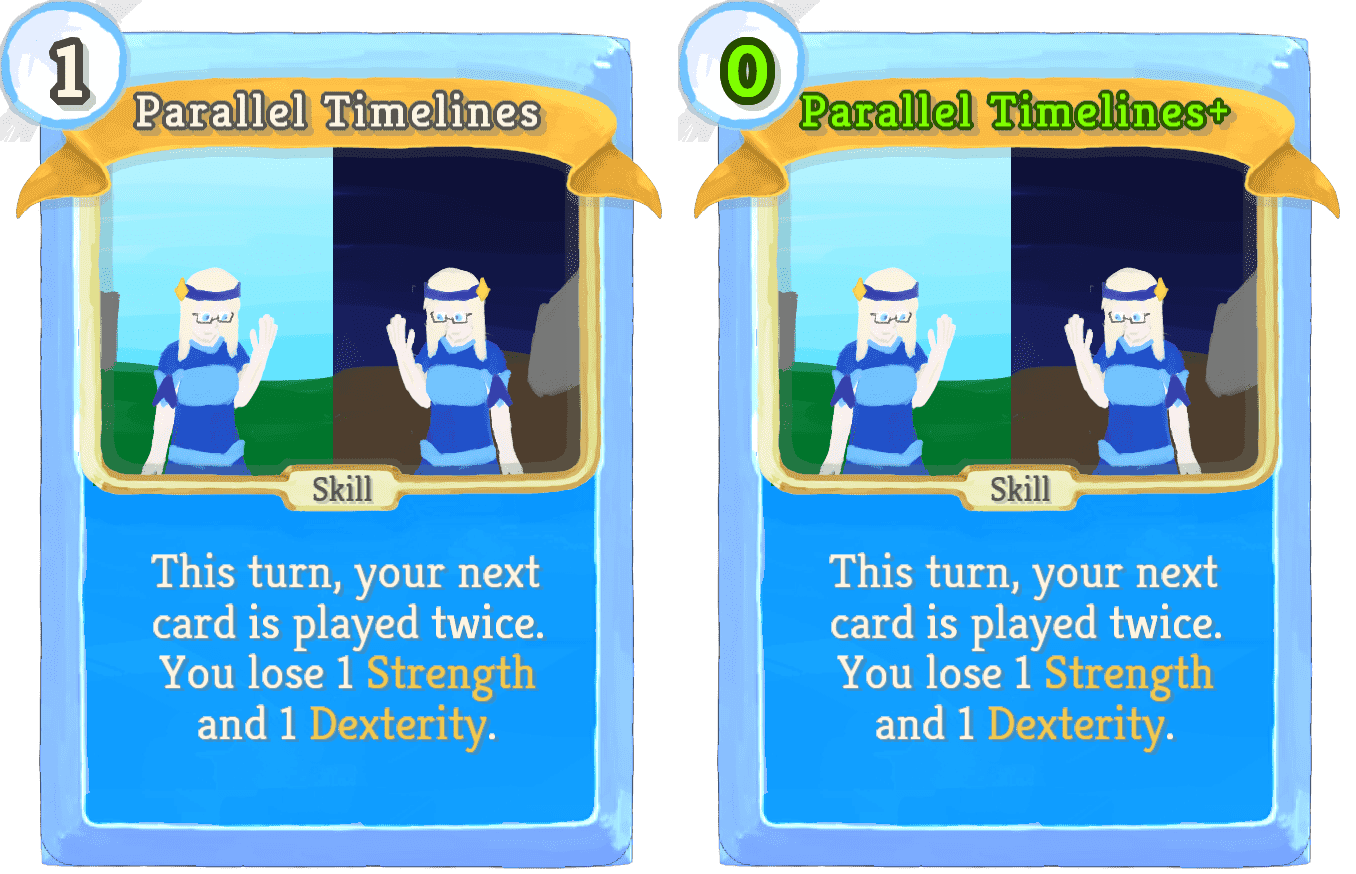 1
Parallel Timelines
Skill
This turn, your next
card is played twice.
You lose 1 Strength
and 1 Dexterity.
0
Parallel Timelines+
Skill
This turn, your next
card is played twice.
You lose 1 Strength
and 1 Dexterity.